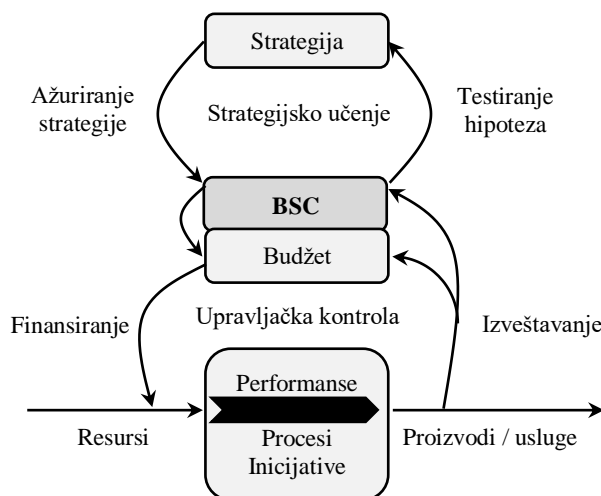 Strategija
Ažuriranje
strategije
Strategijsko učenje
Testiranje
hipoteza
BSC
Budžet
Finansiranje
Upravljačka kontrola
Izveštavanje
Performanse
Procesi
Inicijative
Resursi
Proizvodi / usluge